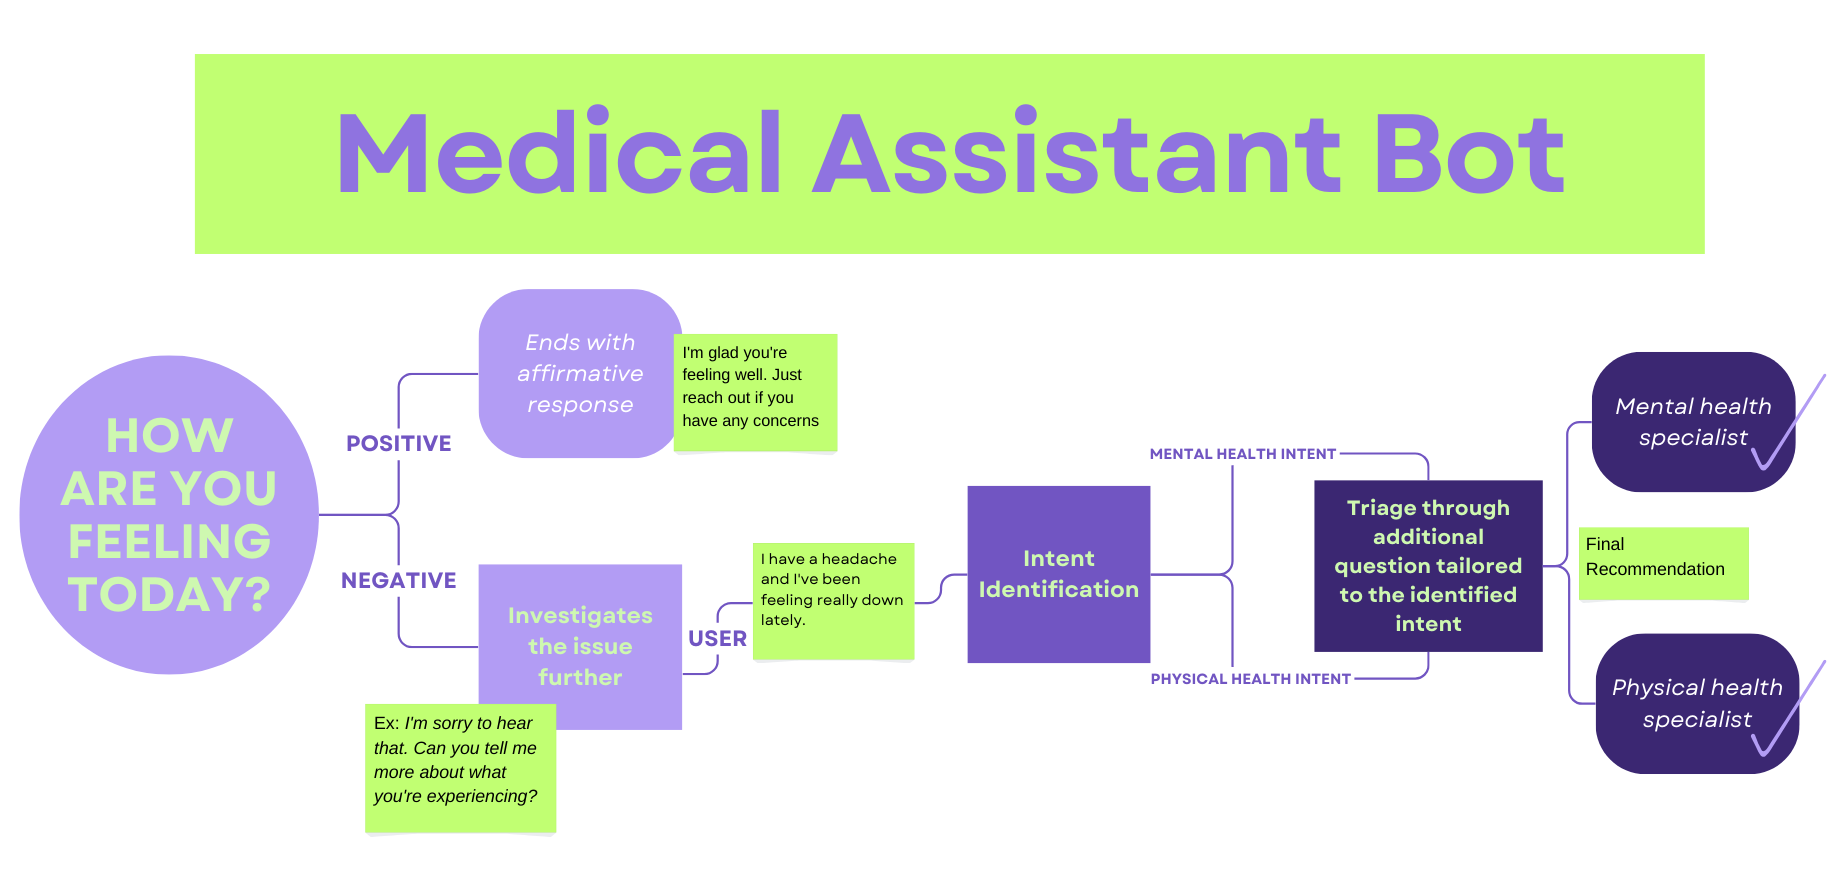 Medical Assistant Bot
HOW
ARE YOU
FEELING
TODAY?
POSITIVE
Ends with
affirmative
response
I'm glad you're
feeling well. Just
reach out if you
have any concerns
NEGATIVE
Investigates
the issue
further
Ex: I'm sorry to hear
that. Can you tell me
more about what
you're experiencing?
USER
I have a headache
and I've been
feeling really down
lately.
Intent
Identification
MENTAL HEALTH INTENT
PHYSICAL HEALTH INTENT
Triage through
additional
question tailored
to the identified
intent
Mental health
specialist
Final
Recommendation
Physical health
specialist